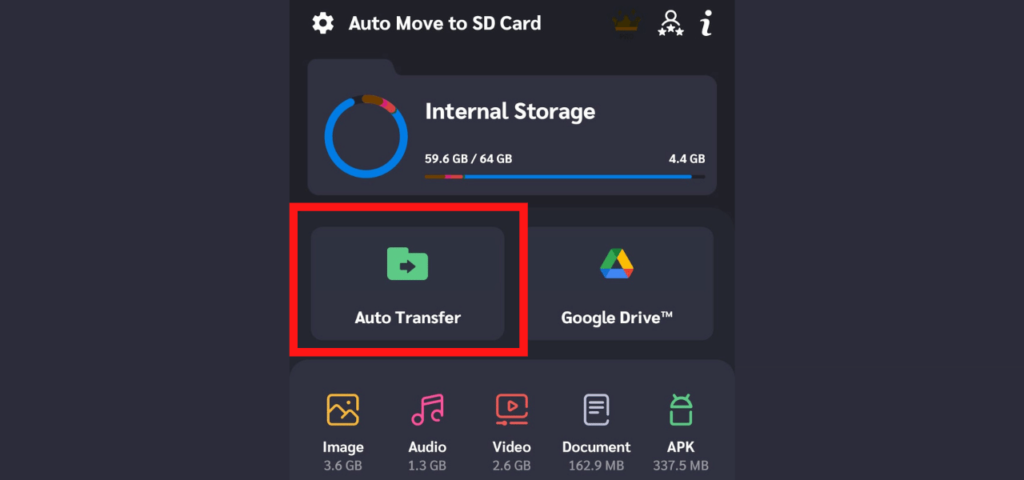 Auto Move to SD Card
Internal Storage
59.6 GB / 64 GB 4.4 GB
Auto Transfer Google Drive™
Image Audio Video Document APK
3.6 GB 1.3 GB 2.6 GB 162.9 MB 337.5 MB